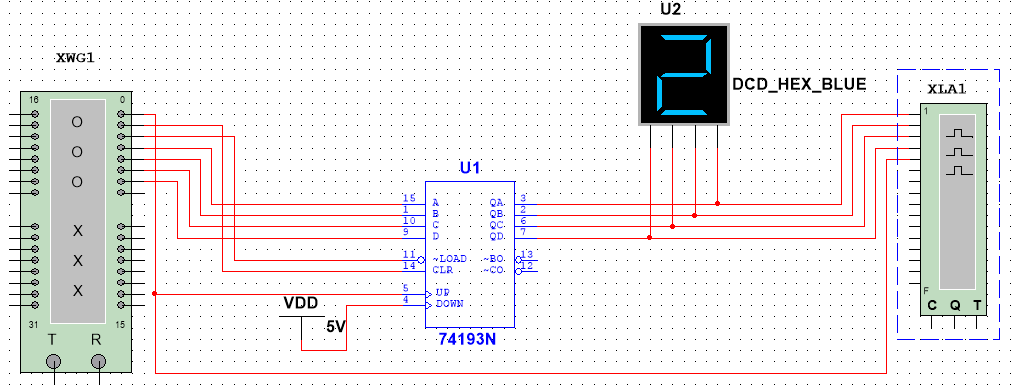 U2
XWG1
DCD_HEX_BLUE
XLA1
16 0
1
O
O
O
U1
15 A QA 3
1 B QB 2
10 C QC 6
9 D QD 7
X
X
X
11 ~LOAD ~BO 13
14 CLR ~CO 12
5 UP
4 DOWN
F
VDD
5V
C Q T
31 15
T R
74193N